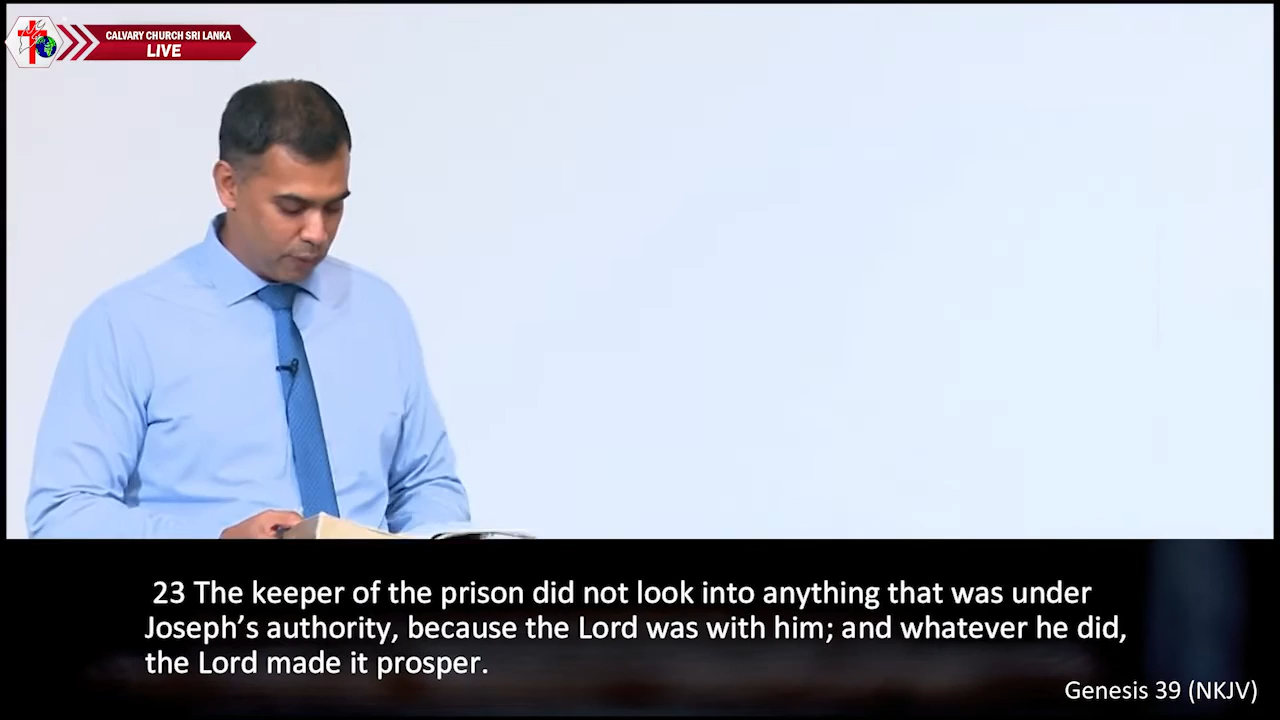 CALVARY CHURCH SRI LANKA
LIVE
23 The keeper of the prison did not look into anything that was under
Joseph’s authority, because the Lord was with him; and whatever he did,
the Lord made it prosper.
Genesis 39 (NKJV)